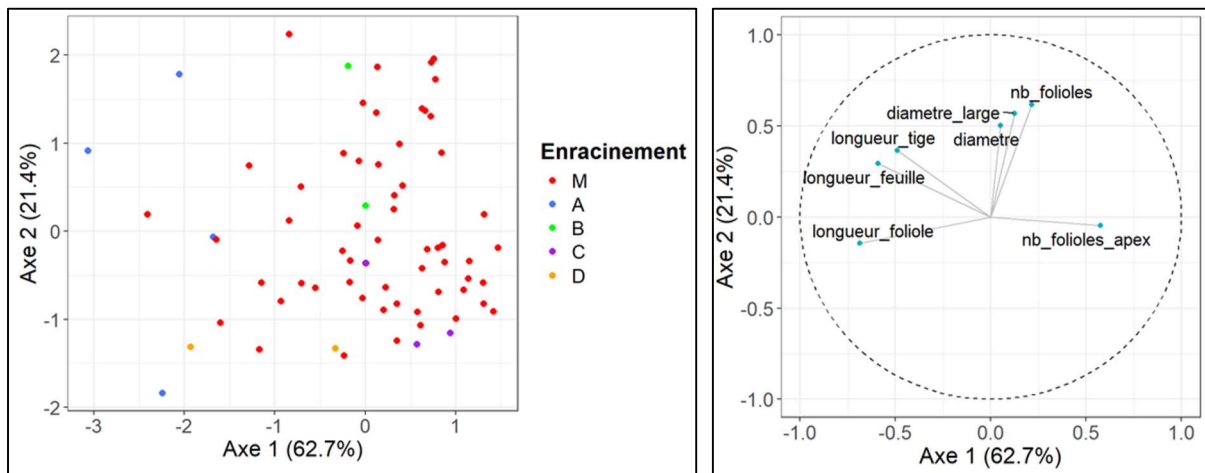 2
1
0
-1
-2
Axe 2 (21.4%)
-3
-2
-1
0
1
Axe 1 (62.7%)
Enracinement
M
A
B
C
D
1.0
0.5
0.0
-0.5
-1.0
Axe 2 (21.4%)
nb_folioles
diametre_large
longueur_tige
diametre
longueur_feuille
longueur_foliole
nb_folioles_apex
-1.0
-0.5
0.0
0.5
1.0
Axe 1 (62.7%)